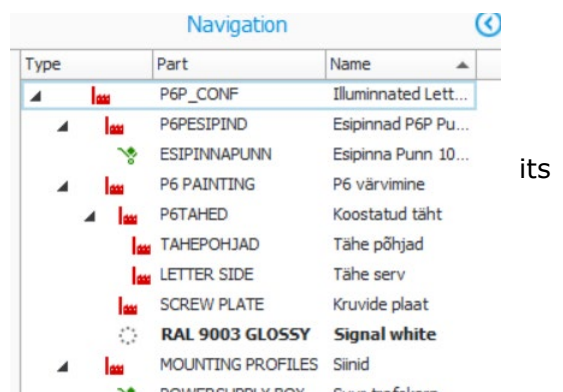 Navigation
Type Part Name
P6P_CONF Illuminnated Lett...
P6PESIPIND Esipinnad P6P Pu...
ESIPINNAPUNN Esipinna Punn 10...
its
P6 PAINTING P6 värvimine
P6TAHED Koostatud täht
TAHEPOHJAD Tähe põhjad
LETTER SIDE Tähe serv
SCREW PLATE Kruvide plaat
RAL 9003 GLOSSY Signal white
MOUNTING PROFILES Siinid